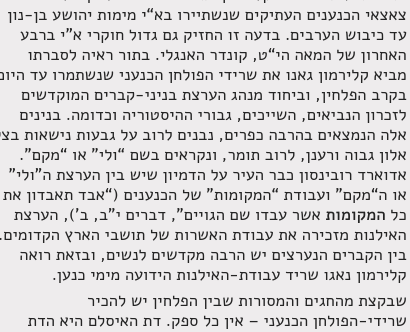 צאצאי הכנענים העתיקים שנשתיירו בא״י מימות יהושע בן-נון
עד כיבוש הערבים. בדעה זו החזיק גם גדול חוקרי א״י ברבע
האחרון של המאה הי״ט, קונדר האנגלי. בתור ראיה לסברתו
מביא קלירמון גאנו את שרידי הפולחן הכנעני שנשתמרו עד היום
בקרב הפלחין, וביחוד מנהג הערצת בניני-קברים המוקדשים
לזכרון הנביאים, השייכים, גבורי ההיסטוריה וכדומה. בנינים
אלה הנמצאים בהרבה כפרים, נבנים לרוב על גבעות נישאות בצל
אלון גבוה ורענן, לרוב תומר, ונקראים בשם “ולי” או “מקם”.
אדוארד רובינסון כבר העיר על הדמיון שיש בין הערצת ה”ולי”
או ה“מקם” ועבודת “המקומות” של הכנענים (“אבד תאבדון את
כל המקומות אשר עבדו שם הגויים”, דברים י״ב, ב’), הערצת
האילנות מזכירה את עבודת האשרות של תושבי הארץ הקדומים.
בין הקברים הנערצים יש הרבה מקדשים לנשים, ובזאת רואה
קלירמון נאגו שריד עבודת-האילנות הידועה מימי כנען.
שבקצת מהחגים והמסורות שבין הפלחין יש להכיר
שרידי-הפולחן הכנעני – אין כל ספק. דת האיסלם היא הדת